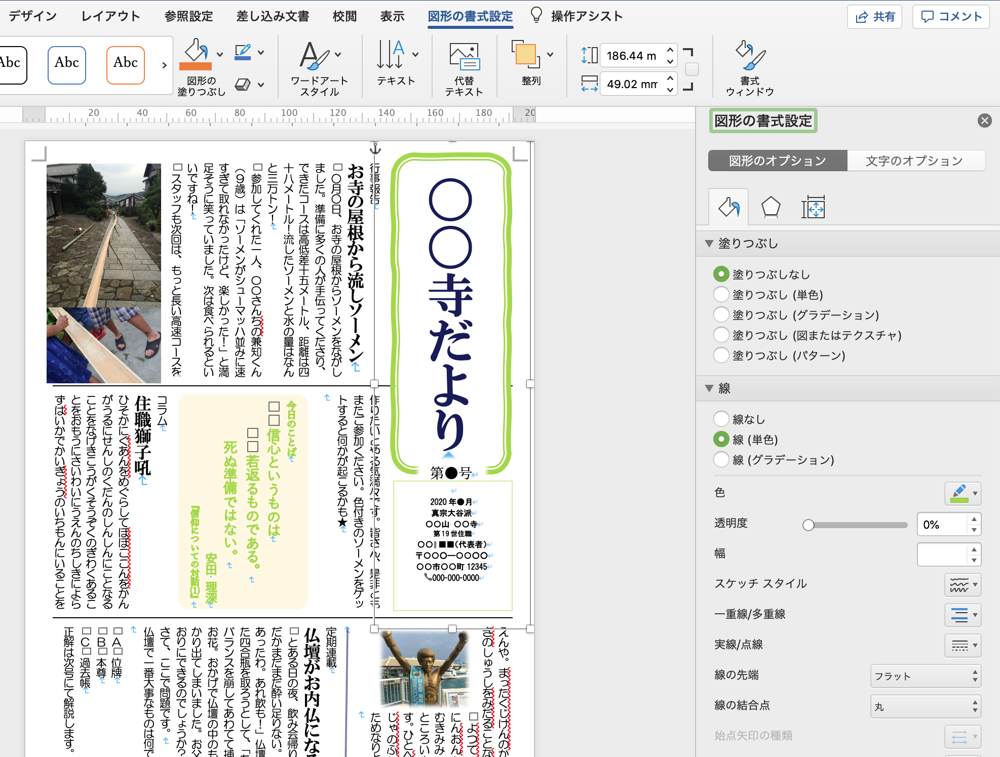 デザイン レイアウト 参照設定 差し込み文書 校閲 表示 図形の書式設定 操作アシスト 共有 コメント
Abc Abc Abc
図形の
塗りつぶし
ワードアート
スタイル
テキスト
代替
テキスト
整列
186.44 m
49.02 mm
書式
ウィンドウ
20 40 60 80 100 120 140 160 180 20
〇〇寺だより
第●号
2020 年●月
真宗大谷派
〇〇山 〇〇寺
第 19 世住職
〇〇 ■■(代表者)
〒〇〇〇ー〇〇〇〇
〇〇市〇〇町 12345
📞000-000-0000
行事報告
お寺の屋根から流しソーメン
□〇月〇日、お寺の屋根からソーメンをながし
ました。準備に多くの人が手伝ってくださり、
できたコースは高低差十五メートル、距離は四
十八メートル!流したソーメンと水の量はなん
と三万トン!
□参加してくれた一人、〇〇さんちの兼知くん
(9歳)は「ソーメンがシューマッハ並みに速
すぎて取れなかったけど、楽しかった!」と満
足そうに笑っていました。次は食べられるとい
いですね!
□スタッフも次回は、もっと長い高速コースを
作りたいとやる気満々です。皆さん、是非とも
またご参加ください。色付きのソーメンをゲッ
トすると何かが起こるかも★
今日のことば
□□信心というものは
□□若返るものである。
死ぬ準備ではない。
安田 理深
『信仰についての対話(1)』
コラム
住職獅子吼
ひそかにぐあんをめぐらしてほぼここんをかん
がうるにせんしのくだんのしんしんにことなる
ことをなげきこうがくそうぞくのぎわくあるこ
とをおもうにさいわいにうえんのちしきによら
ずはいかでかいぎょうのいちもんにいることを
えんや。まったくじけんのか
きのしゅうしをみだることな
□よつて
にんおん
むきみみ
ところい
す。ひとへ
じゃのふ
ためなりと
定期連載
仏壇がお内仏になる
□とある日の夜、飲み会帰り
だかまだまだ酔い足りない。
あったわ。あれ飲も!」仏壇
た四合瓶を取ろうとして、「
バランスを崩してあわてて捕
お花。おかげで仏壇の中のも
かり出てしまいました。お父
おりにできるのでしょうか?
さて、ここで問題です。
仏壇で一番大事なものは何で
□A□位牌
□B□本尊
□C□過去帳
正解は次号にて解説します。
図形の書式設定
図形のオプション 文字のオプション
塗りつぶし
塗りつぶしなし
塗りつぶし (単色)
塗りつぶし (グラデーション)
塗りつぶし (図またはテクスチャ)
塗りつぶし (パターン)
線
線なし
線 (単色)
線 (グラデーション)
色
透明度 0%
幅
スケッチ スタイル
一重線/多重線
実線/点線
線の先端 フラット
線の結合点 丸
始点矢印の種類